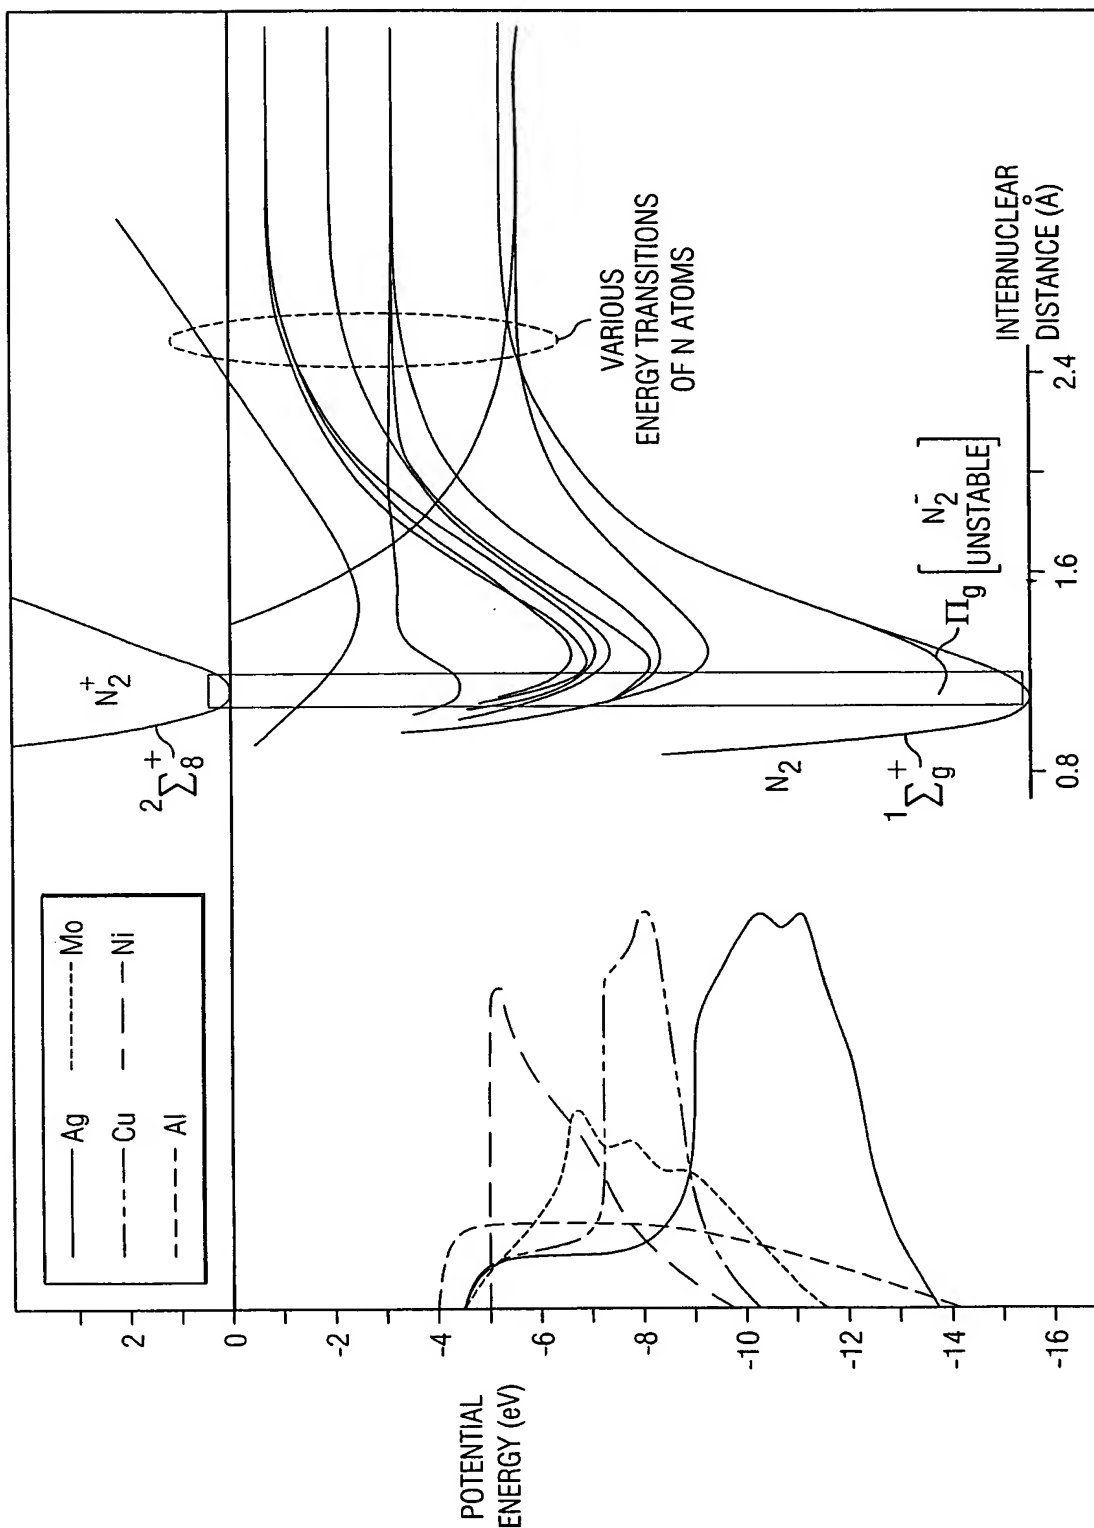 Ag
Mo
Cu
Ni
Al
2
0
-2
-4
-6
-8
-10
-12
-14
-16
POTENTIAL
ENERGY (eV)
N₂⁺
²Σ₈⁺
VARIOUS
ENERGY TRANSITIONS
OF N ATOMS
N₂
¹Σg⁺
Πg [N₂⁻
UNSTABLE]
0.8
1.6
2.4
INTERNUCLEAR
DISTANCE (Å)